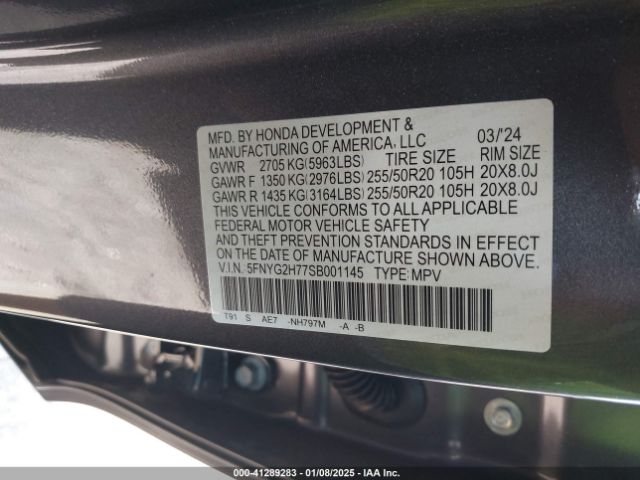 MFD. BY HONDA DEVELOPMENT &
MANUFACTURING OF AMERICA, LLC 03/'24
GVWR 2705 KG(5963LBS) TIRE SIZE RIM SIZE
GAWR F 1350 KG(2976LBS) 255/50R20 105H 20X8.0J
GAWR R 1435 KG(3164LBS) 255/50R20 105H 20X8.0J
THIS VEHICLE CONFORMS TO ALL APPLICABLE
FEDERAL MOTOR VEHICLE SAFETY
AND THEFT PREVENTION STANDARDS IN EFFECT
ON THE DATE OF MANUFACTURE SHOWN ABOVE.
V.I.N. 5FNYG2H77SB001145 TYPE: MPV
T91 S AE7 -NH797M -A -B
000-41289283 - 01/08/2025 - IAAI.COM